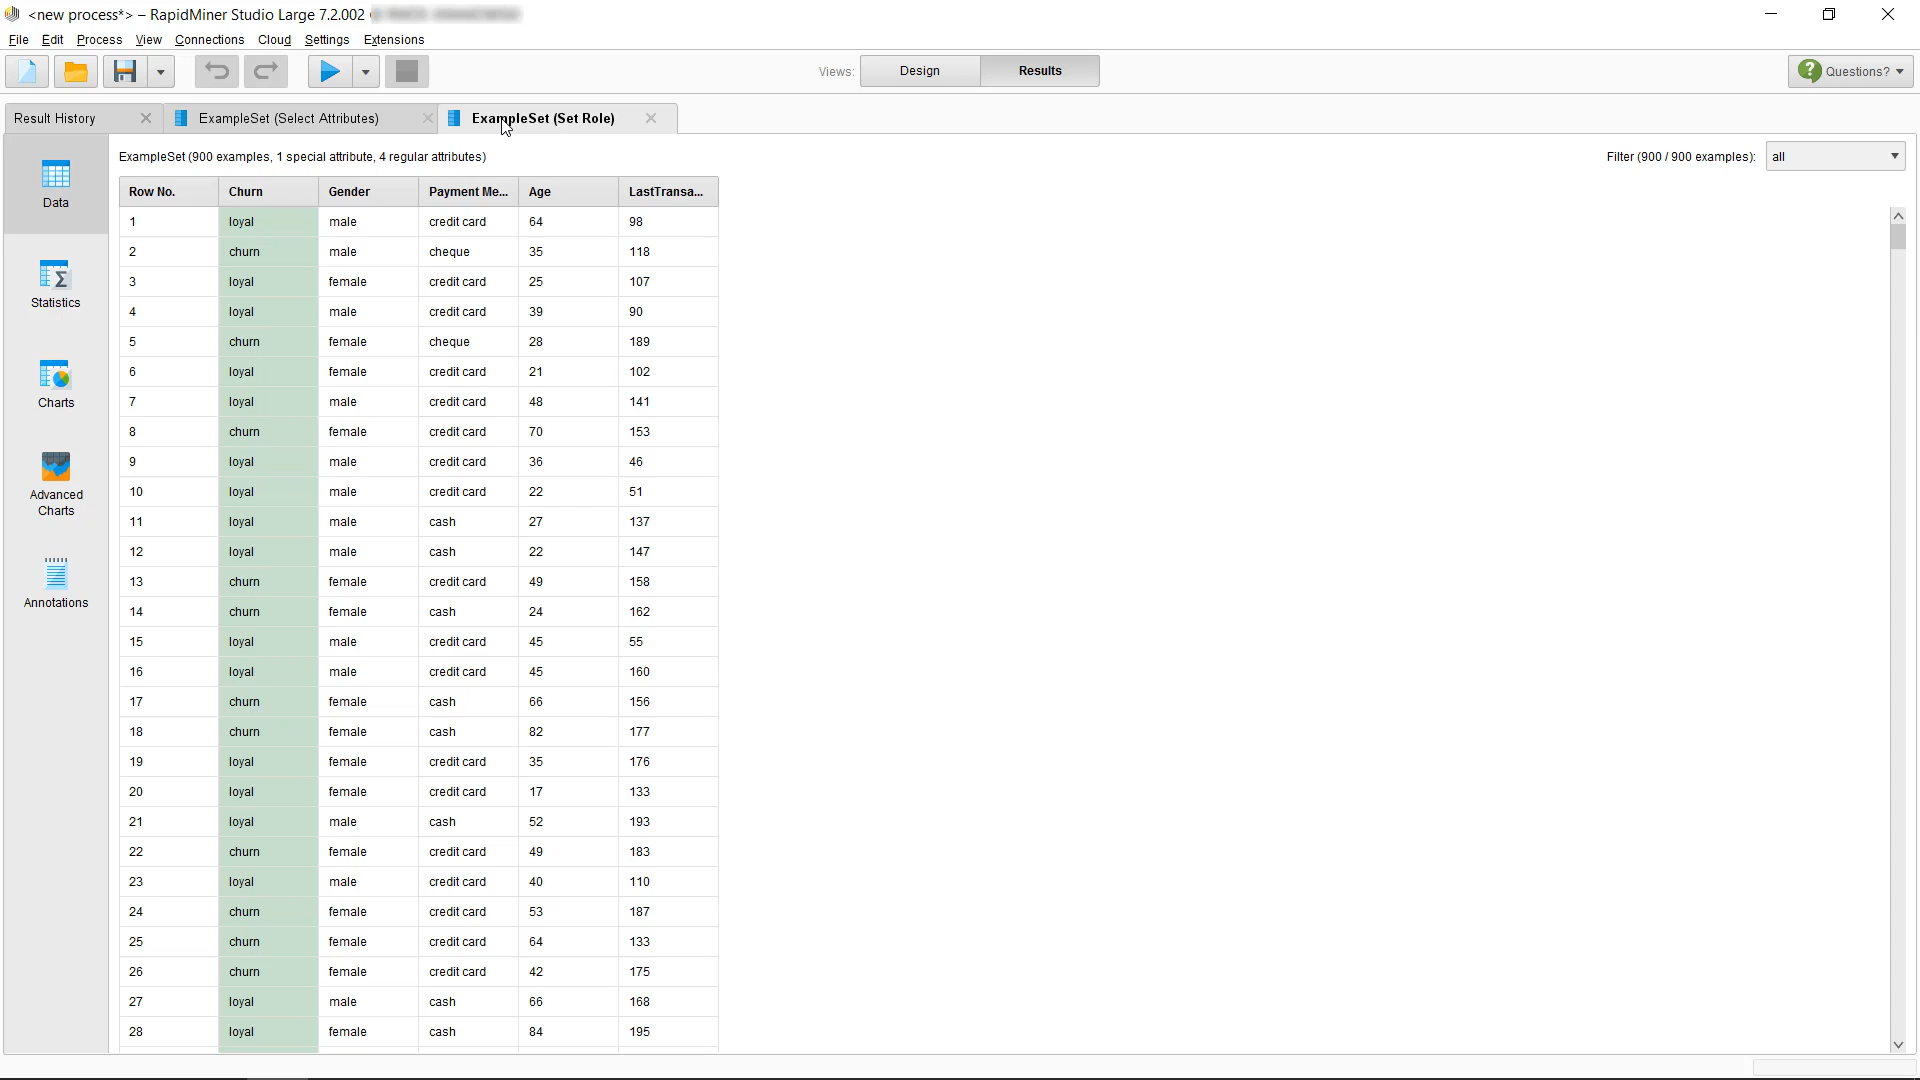 <new process*> – RapidMiner Studio Large 7.2.002
File Edit Process View Connections Cloud Settings Extensions
Views: Design Results Questions?
Result History ExampleSet (Select Attributes) ExampleSet (Set Role)
ExampleSet (900 examples, 1 special attribute, 4 regular attributes) Filter (900 / 900 examples): all
Data
Statistics
Charts
Advanced
Charts
Annotations
Row No. Churn Gender Payment Me... Age LastTransa...
1 loyal male credit card 64 98
2 churn male cheque 35 118
3 loyal female credit card 25 107
4 loyal male credit card 39 90
5 churn female cheque 28 189
6 loyal female credit card 21 102
7 loyal male credit card 48 141
8 churn female credit card 70 153
9 loyal male credit card 36 46
10 loyal male credit card 22 51
11 loyal male cash 27 137
12 loyal male cash 22 147
13 churn female credit card 49 158
14 churn female cash 24 162
15 loyal male credit card 45 55
16 loyal male credit card 45 160
17 churn female cash 66 156
18 churn female cash 82 177
19 loyal female credit card 35 176
20 loyal female credit card 17 133
21 loyal male cash 52 193
22 churn female credit card 49 183
23 loyal male credit card 40 110
24 churn female credit card 53 187
25 churn female credit card 64 133
26 churn female credit card 42 175
27 loyal male cash 66 168
28 loyal female cash 84 195